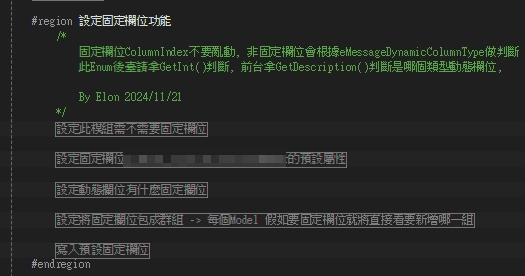 #region 設定固定欄位功能
/*
固定欄位ColumnIndex不要亂動, 非固定欄位會根據eMessageDynamicColumnType做判斷
此Enum後臺請拿GetInt()判斷, 前台拿GetDescription()判斷是哪個類型動態欄位,
By Elon 2024/11/21
*/
設定此模組需不需要固定欄位
設定固定欄位 的預設屬性
設定動態欄位有什麼固定欄位
設定將固定欄位包成群組 -> 每個Model 假如要固定欄位就將直接看要新增哪一組
寫入預設固定欄位
#endregion